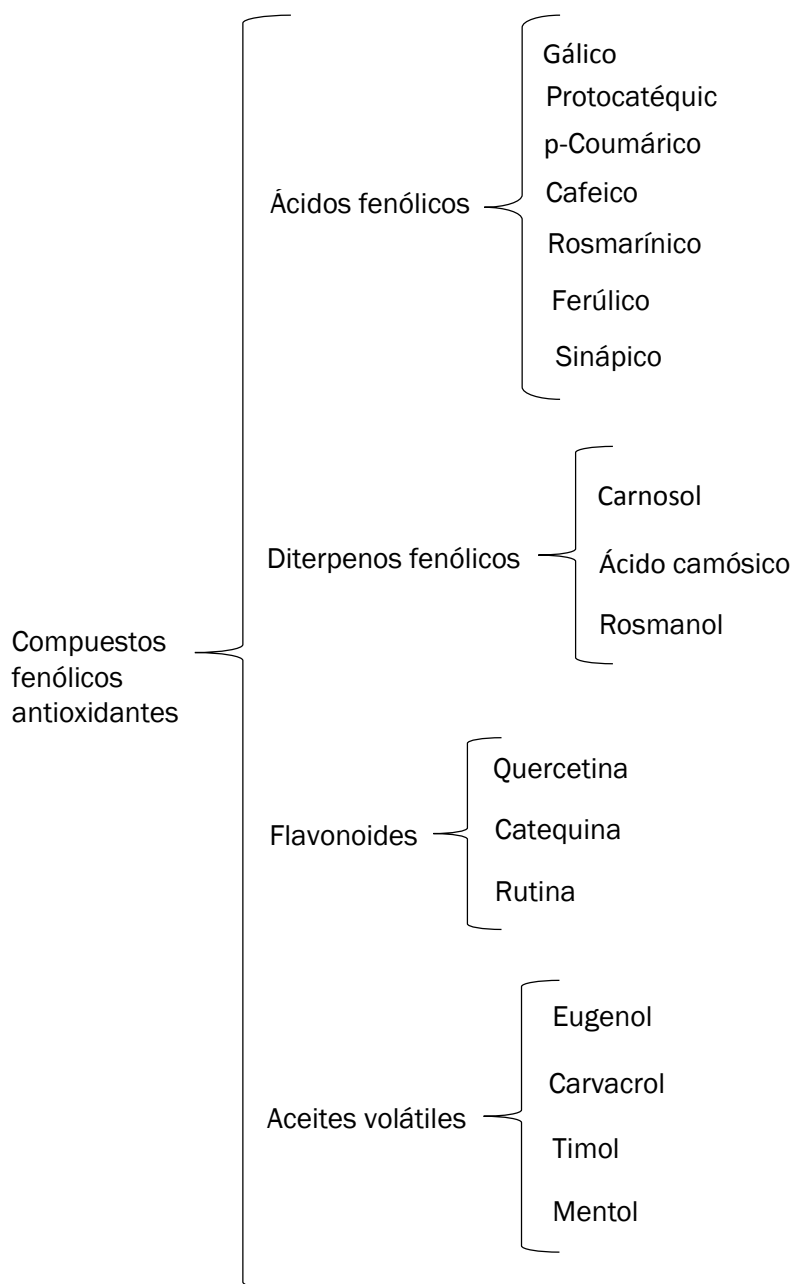 Compuestos
fenólicos
antioxidantes
Ácidos fenólicos
Gálico
Protocatéquic
p-Coumárico
Cafeico
Rosmarínico
Ferúlico
Sinápico
Diterpenos fenólicos
Carnosol
Ácido camósico
Rosmanol
Flavonoides
Quercetina
Catequina
Rutina
Aceites volátiles
Eugenol
Carvacrol
Timol
Mentol